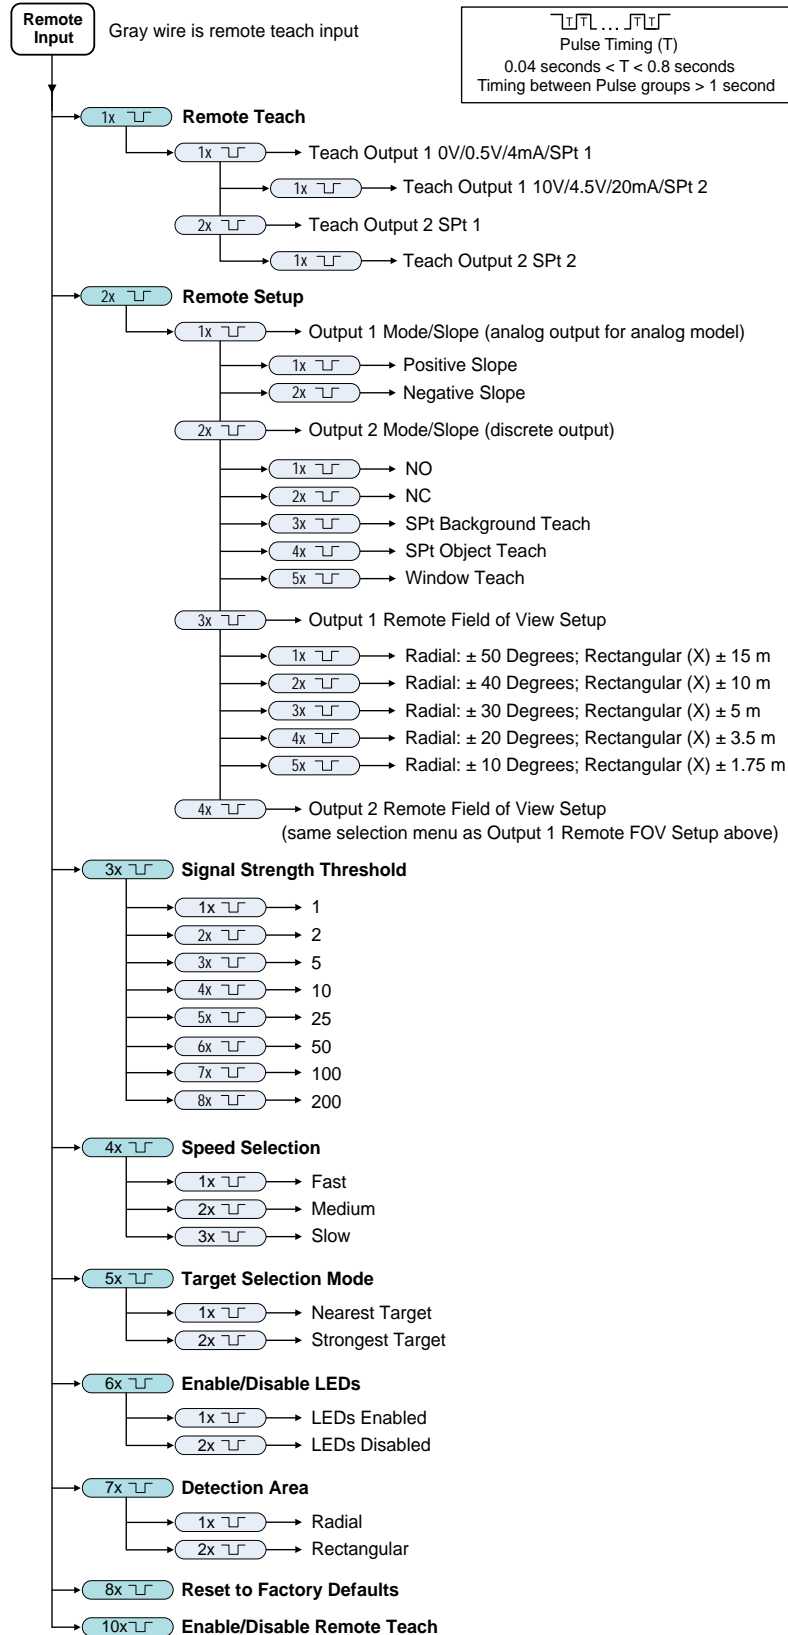 Remote
Input
Gray wire is remote teach input
T T ... T T
Pulse Timing (T)
0.04 seconds < T < 0.8 seconds
Timing between Pulse groups > 1 second
1x Remote Teach
1x Teach Output 1 0V/0.5V/4mA/SPt 1
1x Teach Output 1 10V/4.5V/20mA/SPt 2
2x Teach Output 2 SPt 1
1x Teach Output 2 SPt 2
2x Remote Setup
1x Output 1 Mode/Slope (analog output for analog model)
1x Positive Slope
2x Negative Slope
2x Output 2 Mode/Slope (discrete output)
1x NO
2x NC
3x SPt Background Teach
4x SPt Object Teach
5x Window Teach
3x Output 1 Remote Field of View Setup
1x Radial: ± 50 Degrees; Rectangular (X) ± 15 m
2x Radial: ± 40 Degrees; Rectangular (X) ± 10 m
3x Radial: ± 30 Degrees; Rectangular (X) ± 5 m
4x Radial: ± 20 Degrees; Rectangular (X) ± 3.5 m
5x Radial: ± 10 Degrees; Rectangular (X) ± 1.75 m
4x Output 2 Remote Field of View Setup
(same selection menu as Output 1 Remote FOV Setup above)
3x Signal Strength Threshold
1x 1
2x 2
3x 5
4x 10
5x 25
6x 50
7x 100
8x 200
4x Speed Selection
1x Fast
2x Medium
3x Slow
5x Target Selection Mode
1x Nearest Target
2x Strongest Target
6x Enable/Disable LEDs
1x LEDs Enabled
2x LEDs Disabled
7x Detection Area
1x Radial
2x Rectangular
8x Reset to Factory Defaults
10x Enable/Disable Remote Teach